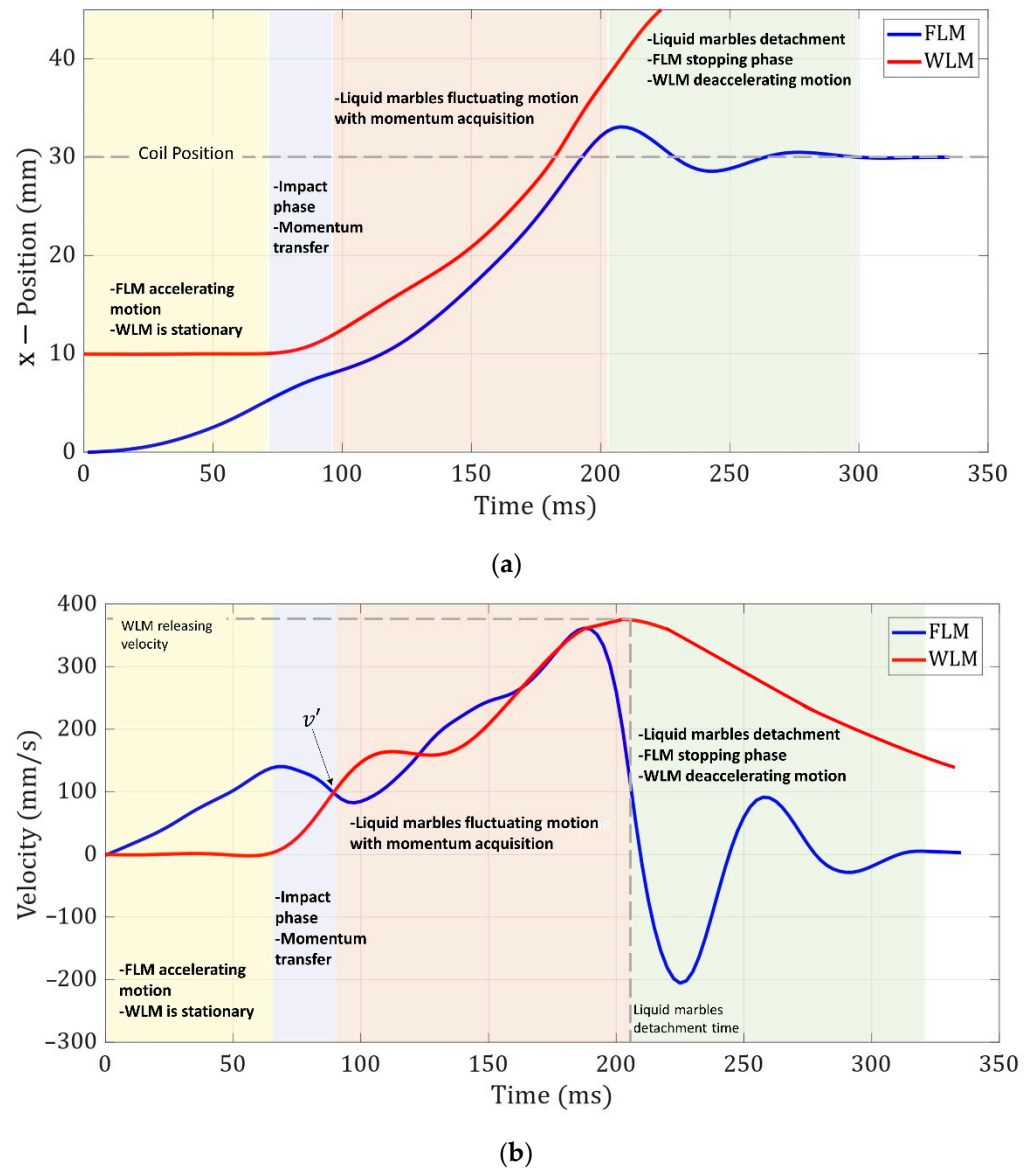 40
30
20
10
0
x — Position (mm)
FLM
WLM
-Liquid marbles detachment
-FLM stopping phase
-WLM deaccelerating motion
-Liquid marbles fluctuating motion
with momentum acquisition
Coil Position
-Impact
phase
-Momentum
transfer
-FLM accelerating
motion
-WLM is stationary
0 50 100 150 200 250 300 350
Time (ms)
(a)
400
300
200
100
0
−100
−200
−300
Velocity (mm/s)
WLM releasing
velocity
FLM
WLM
v′
-Liquid marbles detachment
-FLM stopping phase
-WLM deaccelerating motion
-Liquid marbles fluctuating motion
with momentum acquisition
-Impact
phase
-Momentum
transfer
-FLM accelerating
motion
-WLM is stationary
Liquid marbles
detachment time
0 50 100 150 200 250 300 350
Time (ms)
(b)